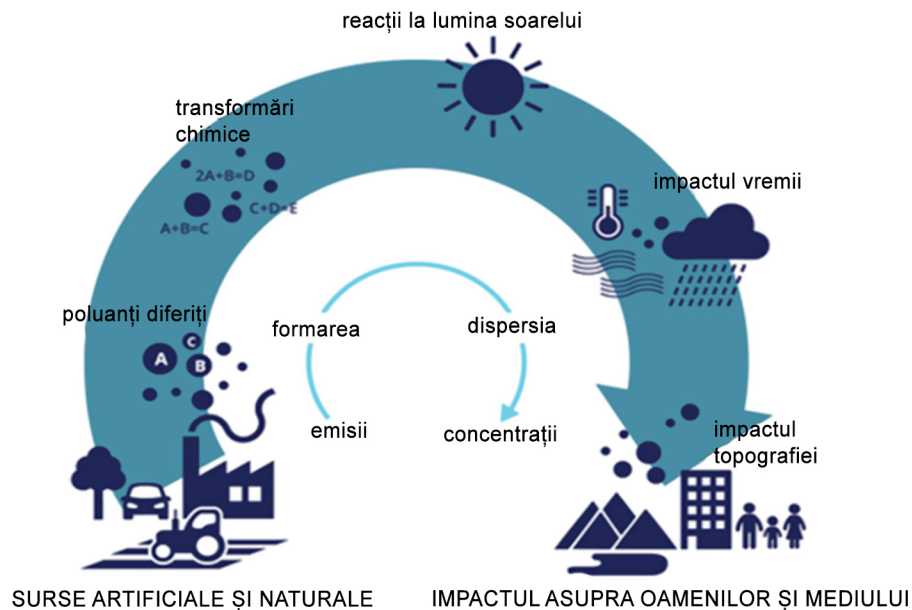 reacții la lumina soarelui
transformări
chimice
2A+B=D
C+D=E
A+B=C
impactul vremii
poluanți diferiți
C
A
B
formarea
dispersia
emisii
concentrații
impactul
topografiei
SURSE ARTIFICIALE ȘI NATURALE
IMPACTUL ASUPRA OAMENILOR ȘI MEDIULUI